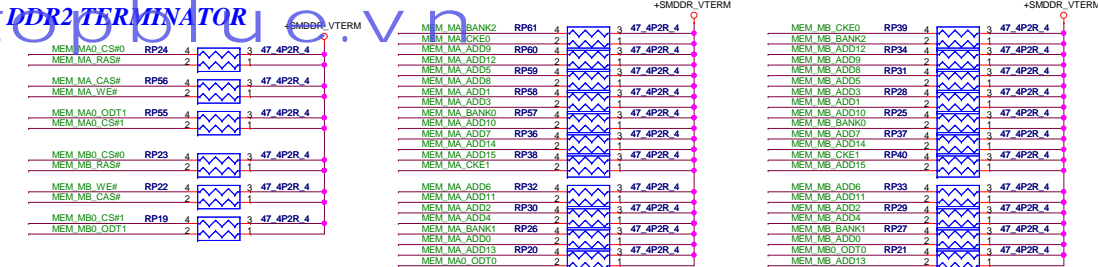 DDR2 TERMINATOR
topblue.vn
+SMDDR_VTERM
MEM_MA0_CS#0 RP24 4 3 47_4P2R_4
MEM_MA_RAS# 2 1
MEM_MA_CAS# RP56 4 3 47_4P2R_4
MEM_MA_WE# 2 1
MEM_MA0_ODT1 RP55 4 3 47_4P2R_4
MEM_MA0_CS#1 2 1
MEM_MB0_CS#0 RP23 4 3 47_4P2R_4
MEM_MB_RAS# 2 1
MEM_MB_WE# RP22 4 3 47_4P2R_4
MEM_MB_CAS# 2 1
MEM_MB0_CS#1 RP19 4 3 47_4P2R_4
MEM_MB0_ODT1 2 1
+SMDDR_VTERM
MEM_MA_BANK2 RP61 4 3 47_4P2R_4
MEM_MA_CKE0 2 1
MEM_MA_ADD9 RP60 4 3 47_4P2R_4
MEM_MA_ADD12 2 1
MEM_MA_ADD5 RP59 4 3 47_4P2R_4
MEM_MA_ADD8 2 1
MEM_MA_ADD1 RP58 4 3 47_4P2R_4
MEM_MA_ADD3 2 1
MEM_MA_BANK0 RP57 4 3 47_4P2R_4
MEM_MA_ADD10 2 1
MEM_MA_ADD7 RP36 4 3 47_4P2R_4
MEM_MA_ADD14 2 1
MEM_MA_ADD15 RP38 4 3 47_4P2R_4
MEM_MA_CKE1 2 1
MEM_MA_ADD6 RP32 4 3 47_4P2R_4
MEM_MA_ADD11 2 1
MEM_MA_ADD2 RP30 4 3 47_4P2R_4
MEM_MA_ADD4 2 1
MEM_MA_BANK1 RP26 4 3 47_4P2R_4
MEM_MA_ADD0 2 1
MEM_MA_ADD13 RP20 4 3 47_4P2R_4
MEM_MA0_ODT0 2 1
+SMDDR_VTERM
MEM_MB_CKE0 RP39 4 3 47_4P2R_4
MEM_MB_BANK2 2 1
MEM_MB_ADD12 RP34 4 3 47_4P2R_4
MEM_MB_ADD9 2 1
MEM_MB_ADD8 RP31 4 3 47_4P2R_4
MEM_MB_ADD5 2 1
MEM_MB_ADD3 RP28 4 3 47_4P2R_4
MEM_MB_ADD1 2 1
MEM_MB_ADD10 RP25 4 3 47_4P2R_4
MEM_MB_BANK0 2 1
MEM_MB_ADD7 RP37 4 3 47_4P2R_4
MEM_MB_ADD14 2 1
MEM_MB_CKE1 RP40 4 3 47_4P2R_4
MEM_MB_ADD15 2 1
MEM_MB_ADD6 RP33 4 3 47_4P2R_4
MEM_MB_ADD11 2 1
MEM_MB_ADD2 RP29 4 3 47_4P2R_4
MEM_MB_ADD4 2 1
MEM_MB_BANK1 RP27 4 3 47_4P2R_4
MEM_MB_ADD0 2 1
MEM_MB0_ODT0 RP21 4 3 47_4P2R_4
MEM_MB_ADD13 2 1